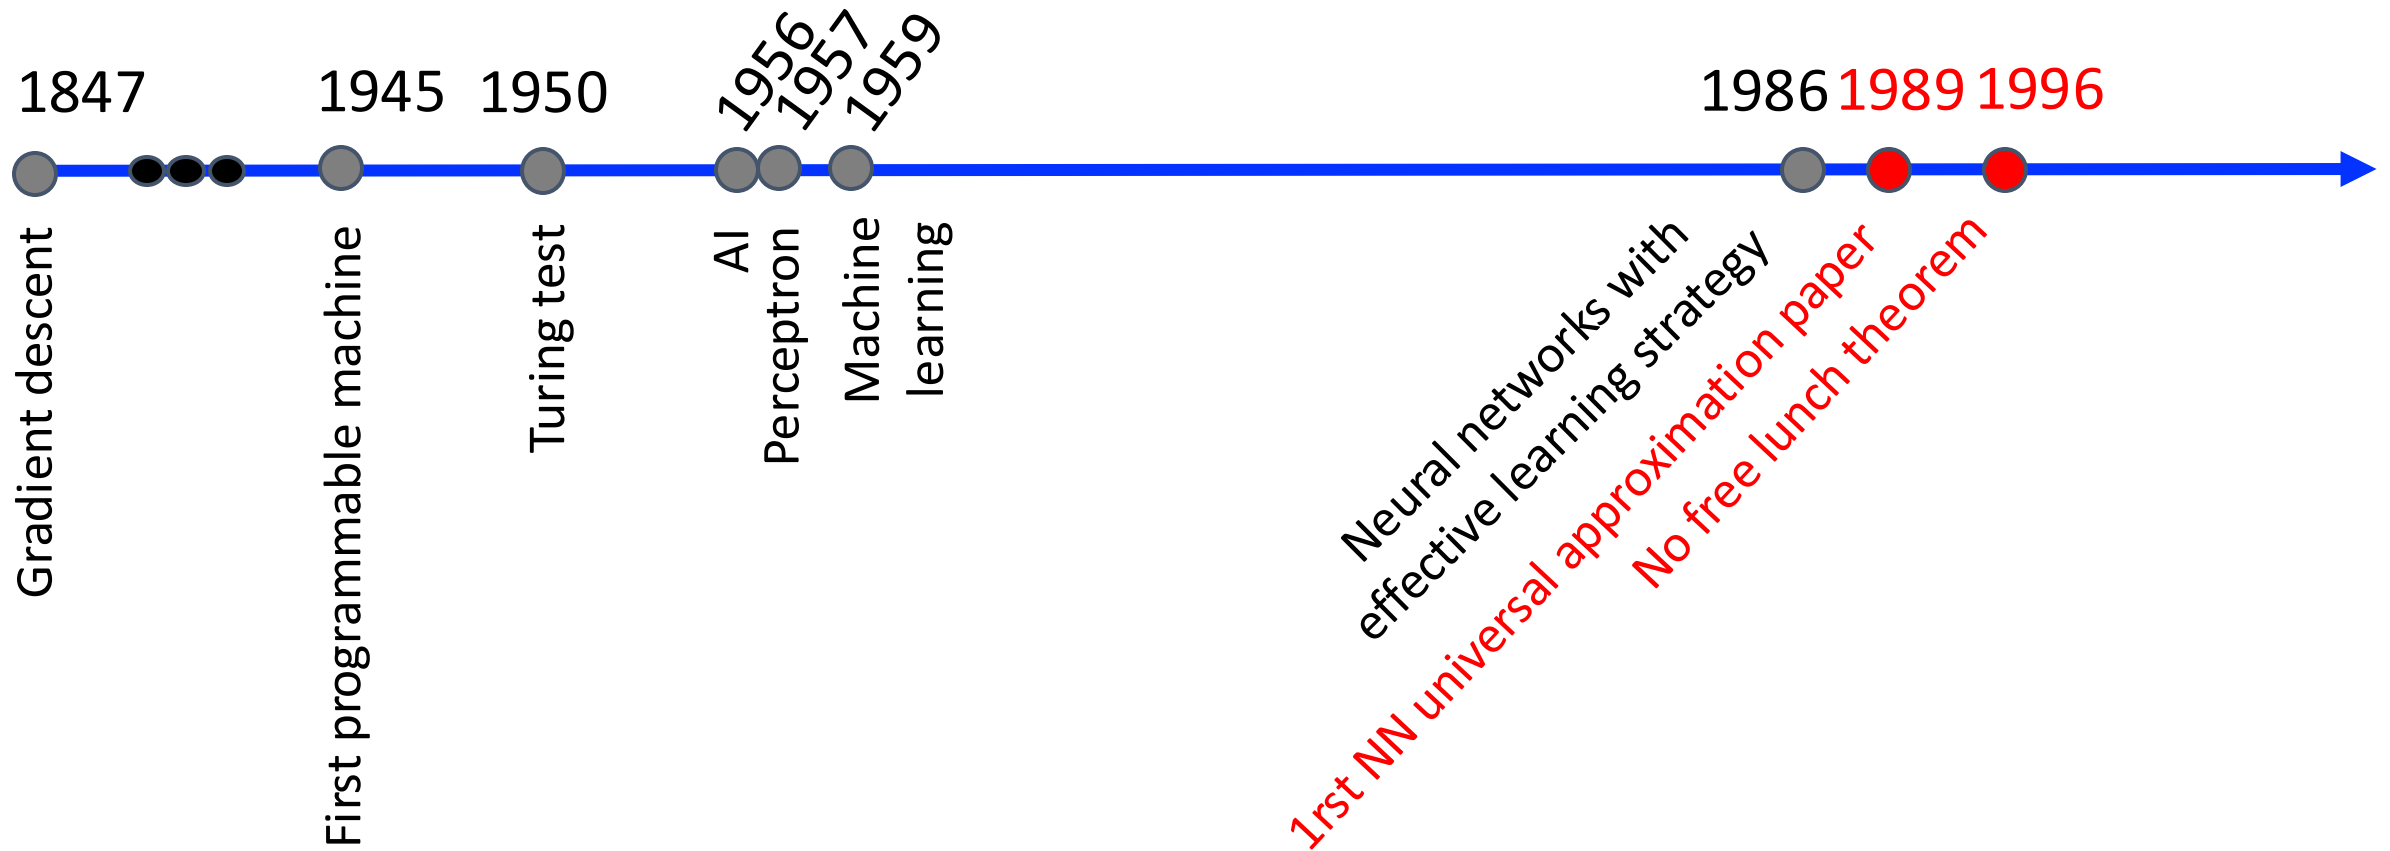 1847
1945
1950
1956
1957
1959
1986
1989
1996
Gradient descent
First programmable machine
Turing test
AI
Perceptron
Machine
learning
Neural networks with
effective learning strategy
1rst NN universal approximation paper
No free lunch theorem